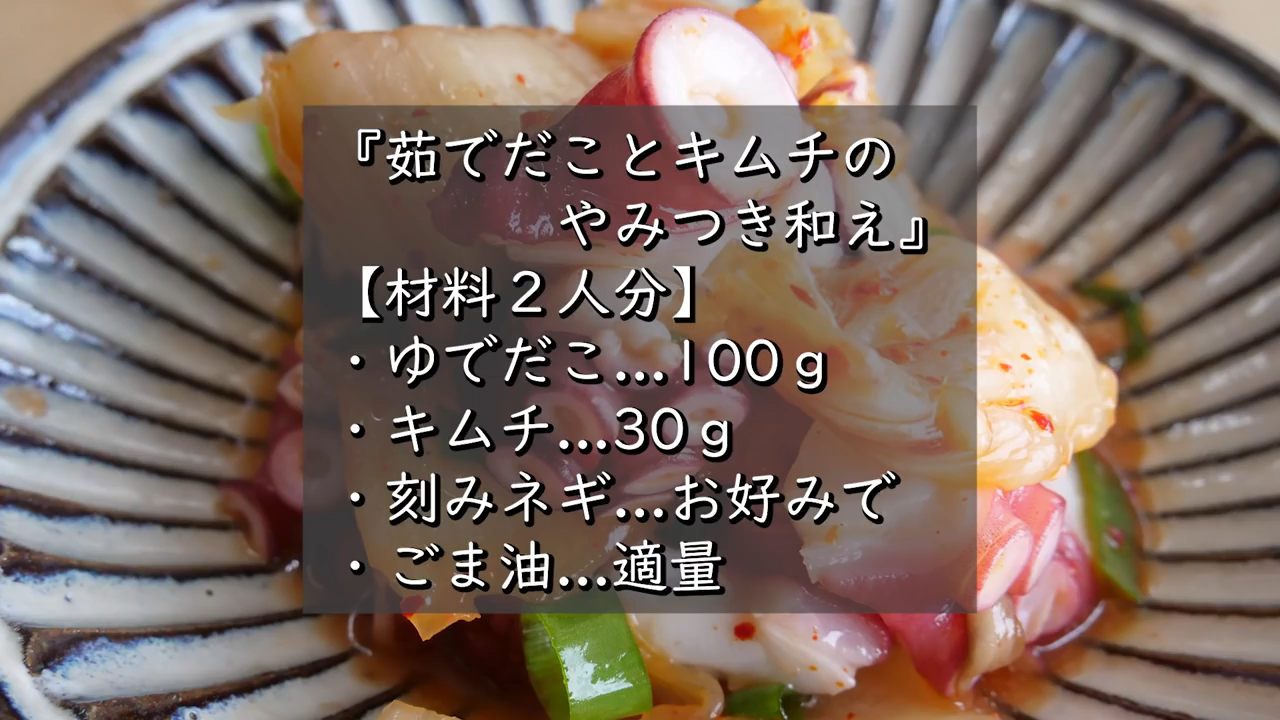 『茹でだことキムチの
やみつき和え』
【材料２人分】
・ゆでだこ…100ｇ
・キムチ…30ｇ
・刻みネギ…お好みで
・ごま油…適量